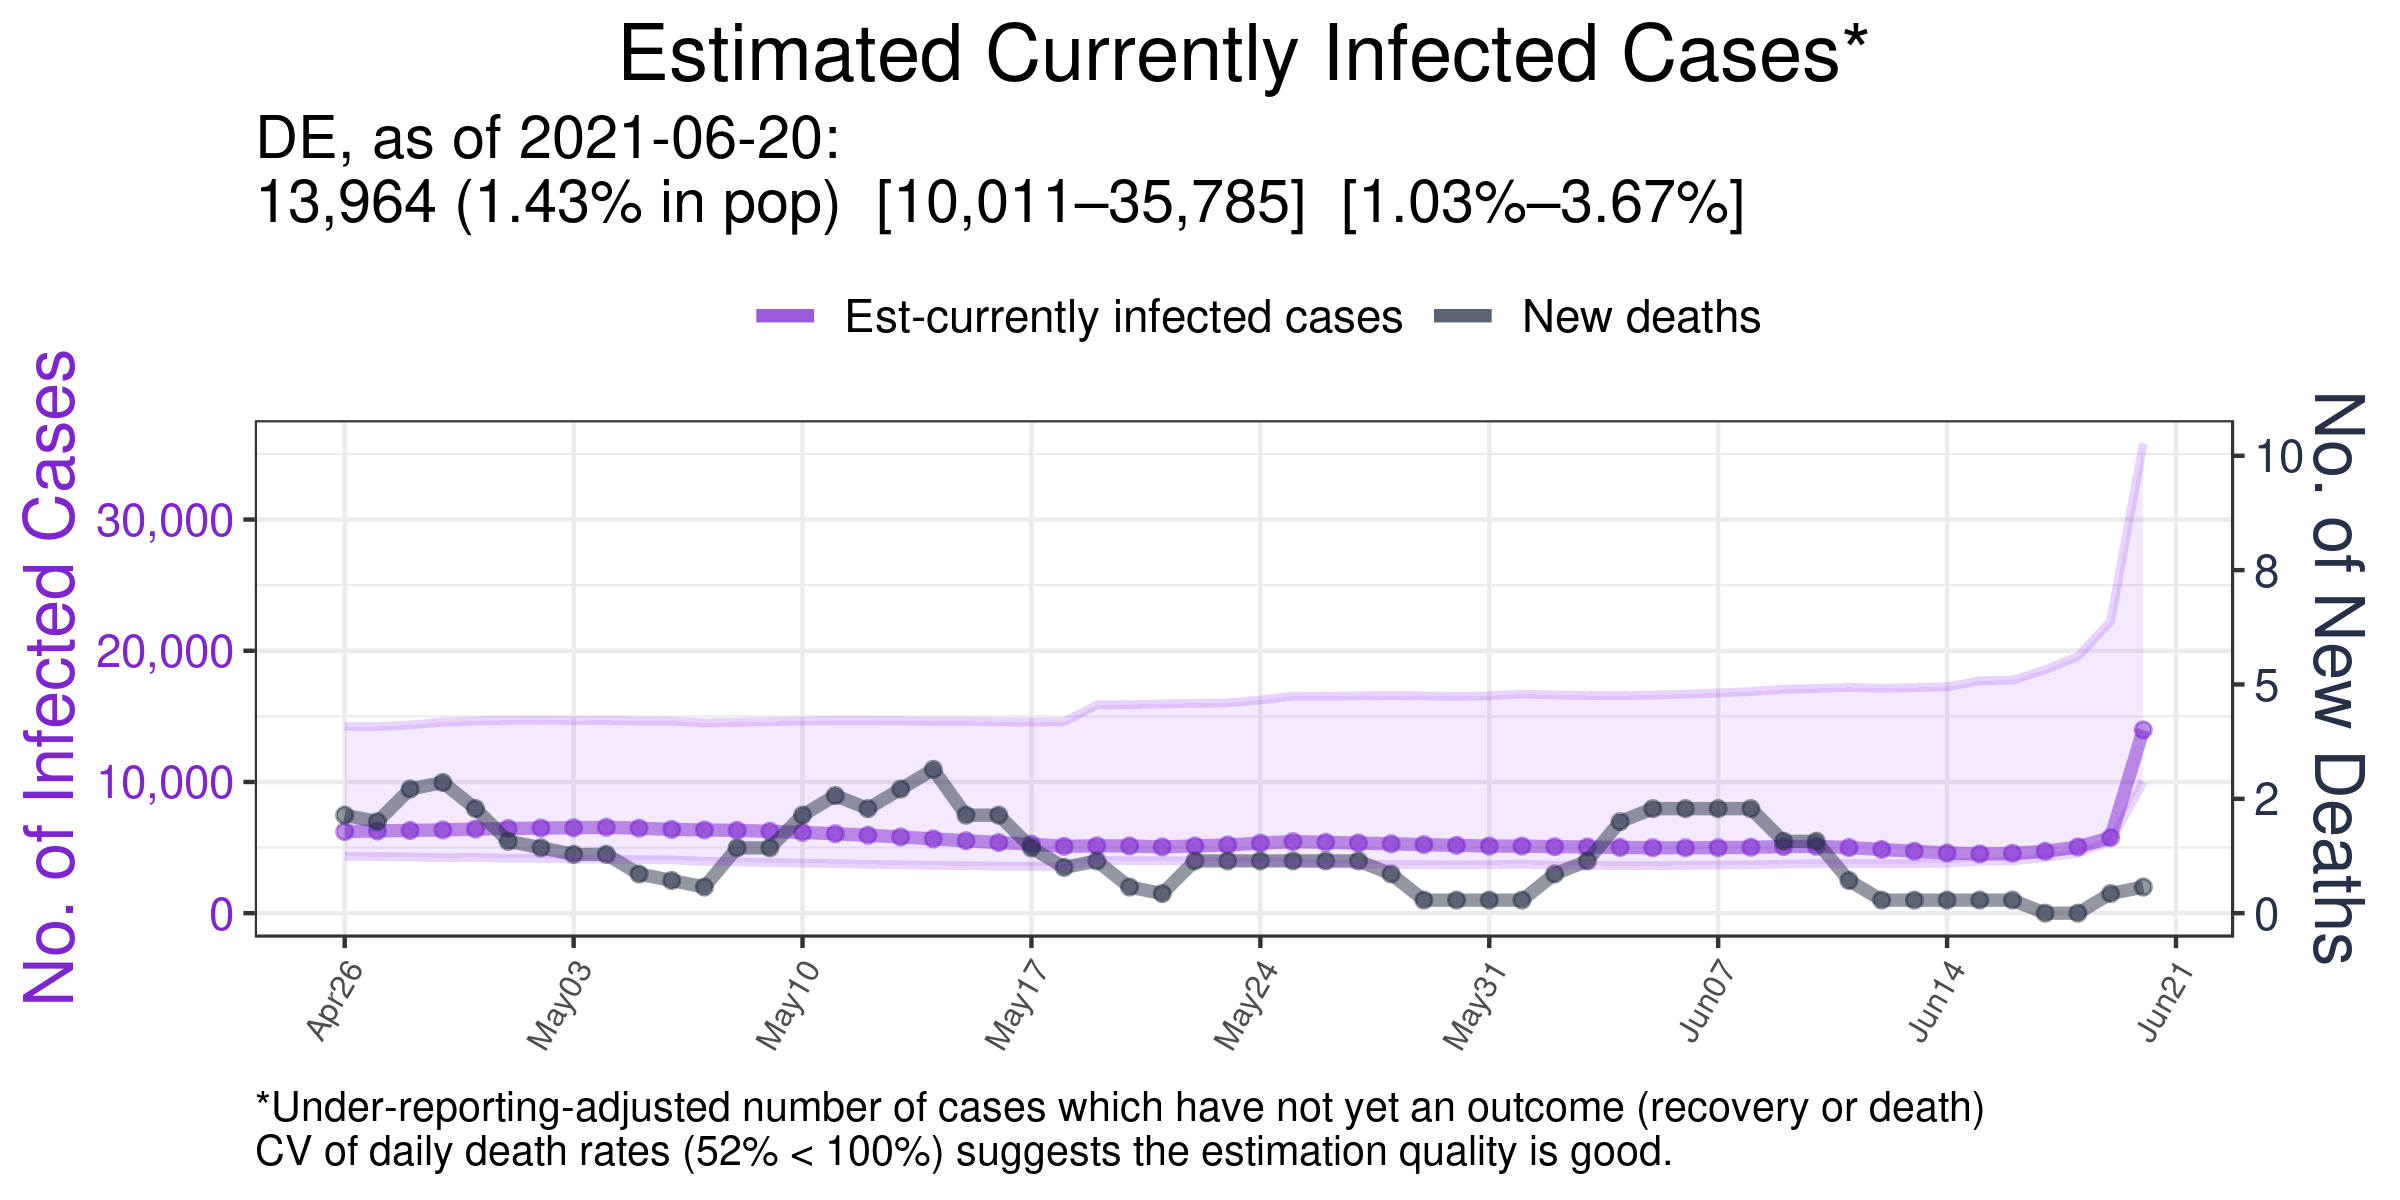 Estimated Currently Infected Cases*
DE, as of 2021-06-20:
13,964 (1.43% in pop) [10,011–35,785] [1.03%–3.67%]
Est-currently infected cases
New deaths
No. of Infected Cases
30,000
20,000
10,000
0
10
8
5
2
0
No. of New Deaths
Apr26
May03
May10
May17
May24
May31
Jun07
Jun14
Jun21
*Under-reporting-adjusted number of cases which have not yet an outcome (recovery or death)
CV of daily death rates (52% < 100%) suggests the estimation quality is good.